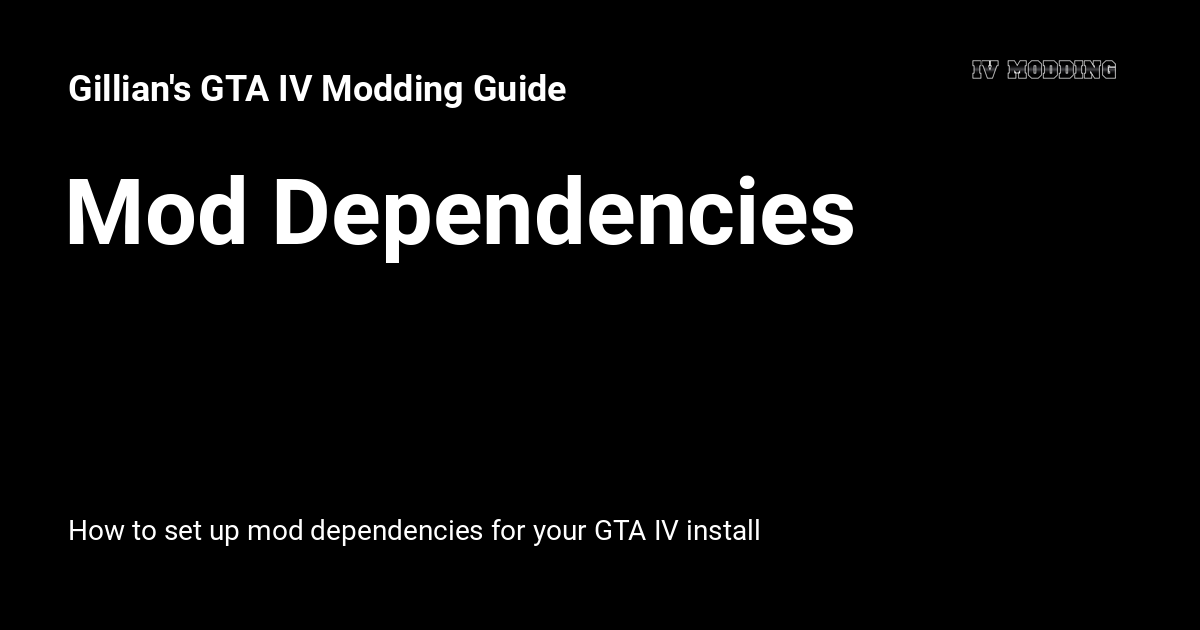 Gillian's GTA IV Modding Guide
IV MODDING
Mod Dependencies
How to set up mod dependencies for your GTA IV install